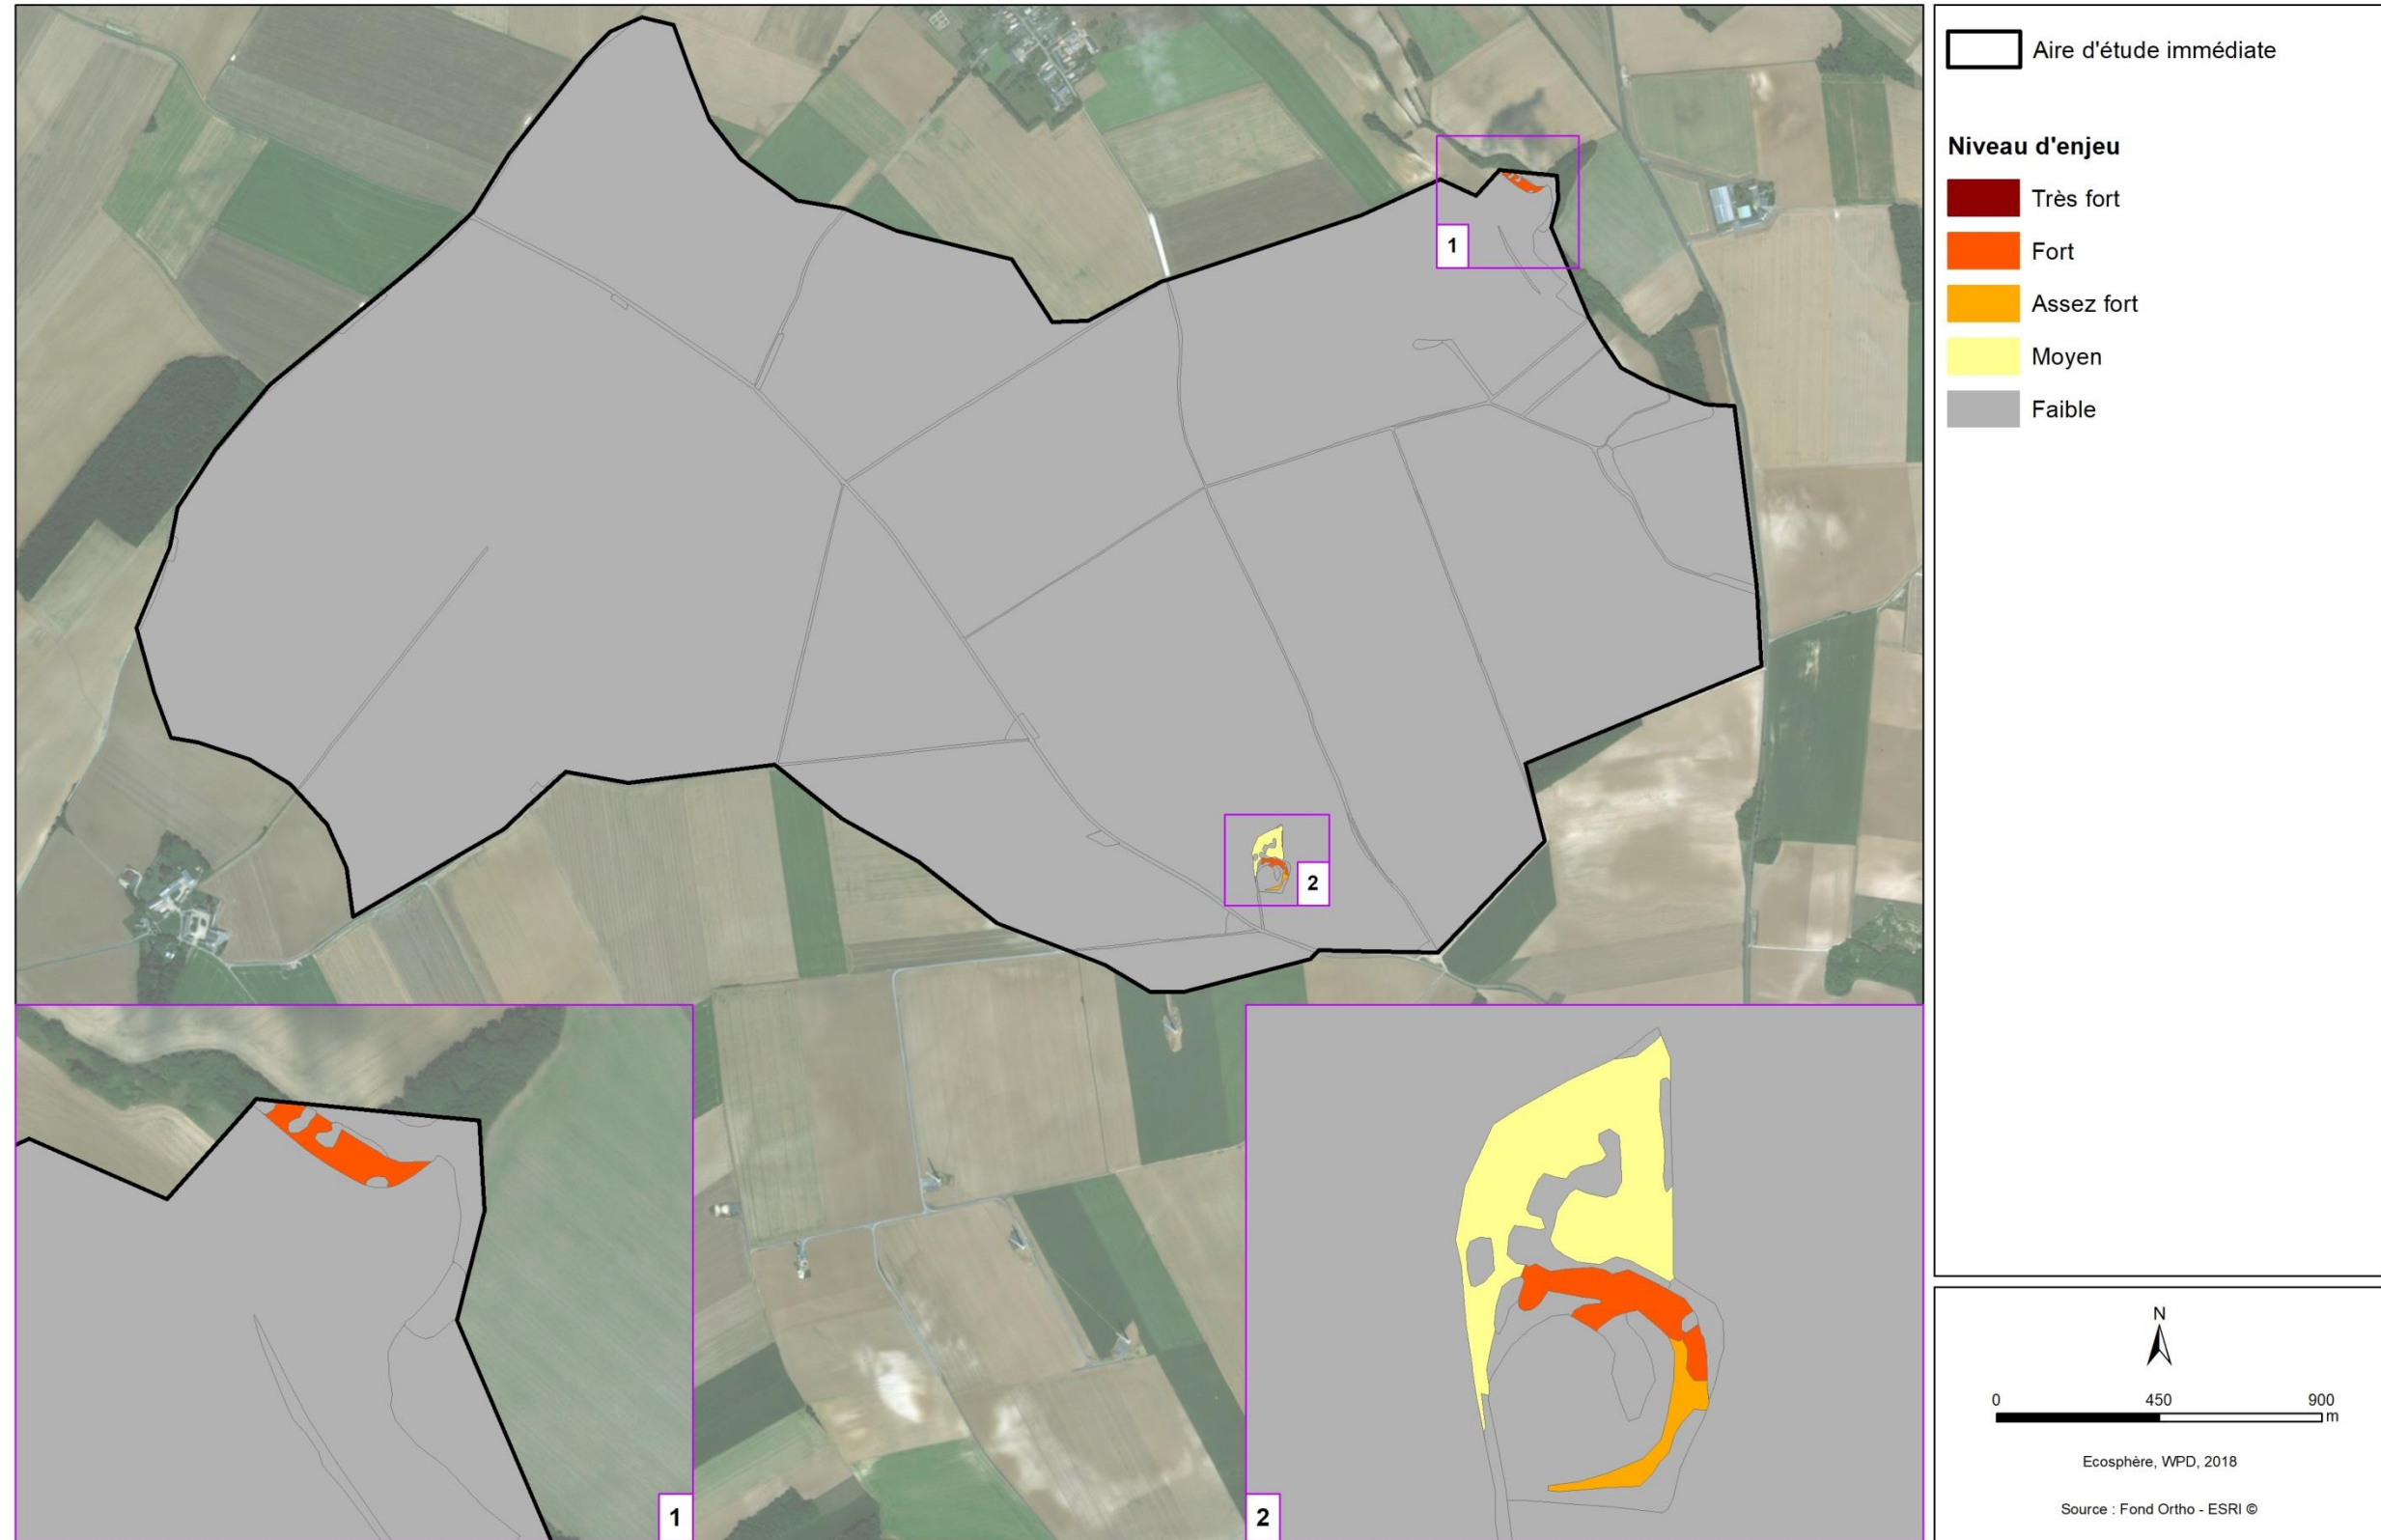 1
2
1
2
Aire d'étude immédiate
Niveau d'enjeu
Très fort
Fort
Assez fort
Moyen
Faible
N
0 450 900
m
Ecosphère, WPD, 2018
Source : Fond Ortho - ESRI ©